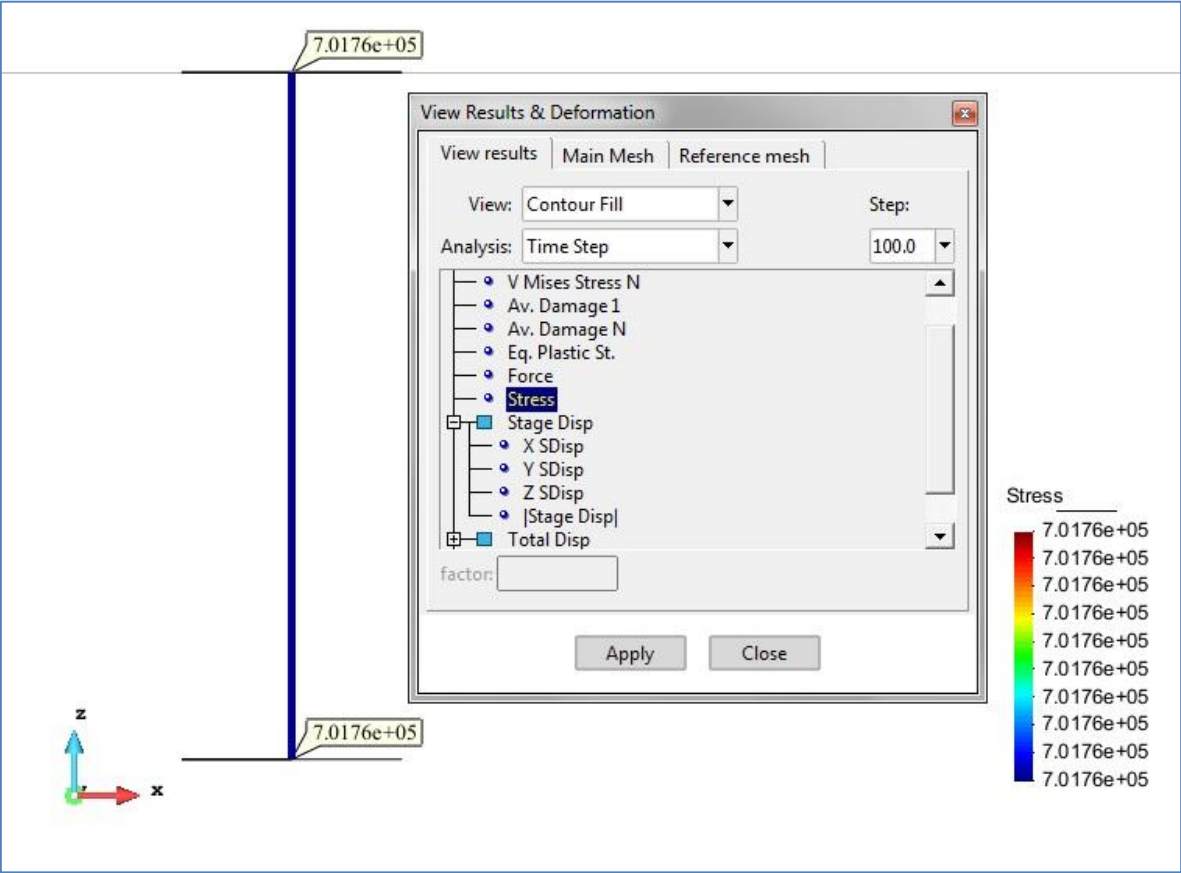 7.0176e+05
View Results & Deformation
View results Main Mesh Reference mesh
View: Contour Fill Step:
Analysis: Time Step 100.0
V Mises Stress N
Av. Damage 1
Av. Damage N
Eq. Plastic St.
Force
Stress
Stage Disp
X SDisp
Y SDisp
Z SDisp
|Stage Disp|
Total Disp
factor:
Apply Close
Stress
7.0176e+05
7.0176e+05
7.0176e+05
7.0176e+05
7.0176e+05
7.0176e+05
7.0176e+05
7.0176e+05
7.0176e+05
7.0176e+05
7.0176e+05
z
x